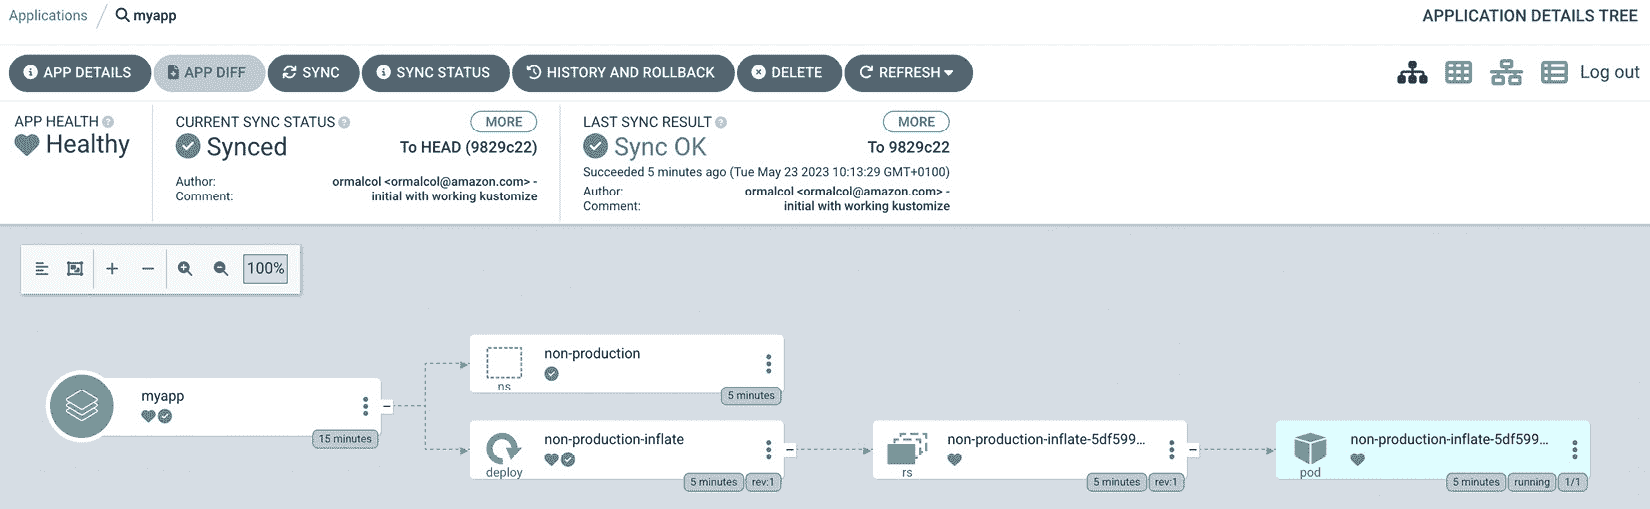 Applications / myapp
APPLICATION DETAILS TREE
APP DETAILS
APP DIFF
SYNC
SYNC STATUS
HISTORY AND ROLLBACK
DELETE
REFRESH
Log out
APP HEALTH
Healthy
CURRENT SYNC STATUS
MORE
Synced
To HEAD (9829c22)
Author: ormalcol <ormalcol@amazon.com> -
Comment: initial with working kustomize
LAST SYNC RESULT
MORE
Sync OK
To 9829c22
Succeeded 5 minutes ago (Tue May 23 2023 10:13:29 GMT+0100)
Author: ormalcol <ormalcol@amazon.com> -
Comment: initial with working kustomize
100%
myapp
15 minutes
non-production
ns
5 minutes
non-production-inflate
deploy
5 minutes rev:1
non-production-inflate-5df599...
rs
5 minutes rev:1
non-production-inflate-5df599...
pod
5 minutes running 1/1